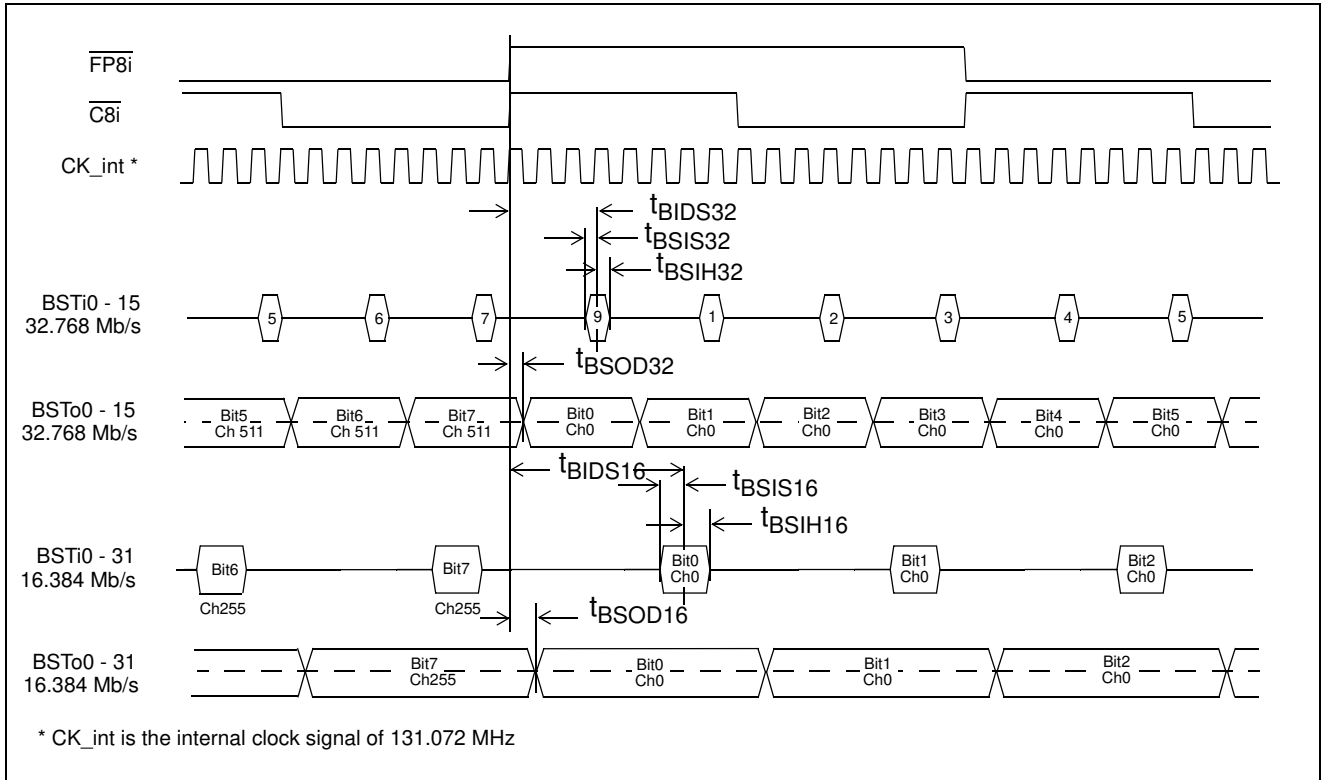 FP8i
C8i
CK_int *
tBIDS32
tBSIS32
tBSIH32
BSTi0 - 15
32.768 Mb/s
5 6 7 9 1 2 3 4 5
tBSOD32
BSTo0 - 15
32.768 Mb/s
Bit5 Bit6 Bit7 Bit0 Bit1 Bit2 Bit3 Bit4 Bit5
Ch 511 Ch 511 Ch 511 Ch0 Ch0 Ch0 Ch0 Ch0 Ch0
tBIDS16
tBSIS16
tBSIH16
BSTi0 - 31
16.384 Mb/s
Bit6 Bit7 Bit0 Bit1 Bit2
Ch0 Ch0 Ch0
Ch255 Ch255
tBSOD16
BSTo0 - 31
16.384 Mb/s
Bit7 Bit0 Bit1 Bit2
Ch255 Ch0 Ch0 Ch0
* CK_int is the internal clock signal of 131.072 MHz